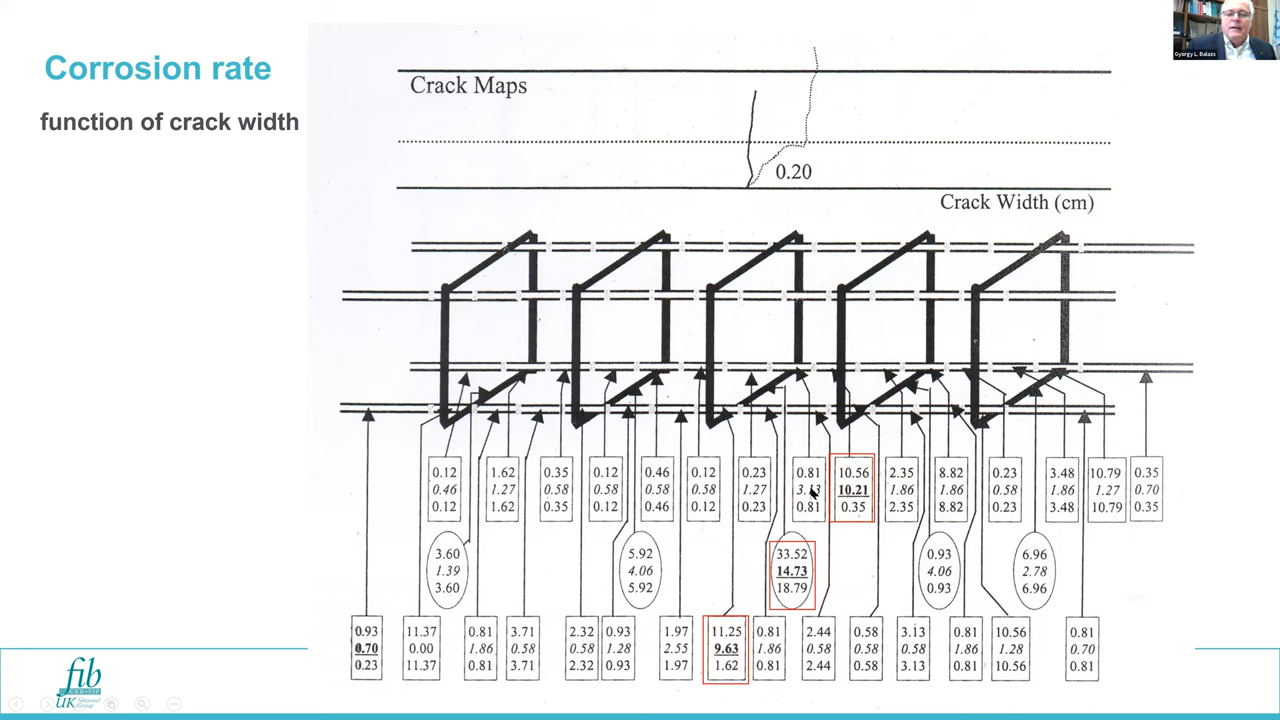 Corrosion rate
function of crack width
Gyorgy L. Balazs
Crack Maps
0.20
Crack Width (cm)
0.12 1.62 0.35 0.12 0.46 0.12 0.23 0.81 10.56 2.35 8.82 0.23 3.48 10.79 0.35
0.46 1.27 0.58 0.58 0.58 0.58 1.27 3.13 10.21 1.86 1.86 0.58 1.86 1.27 0.70
0.12 1.62 0.35 0.12 0.46 0.12 0.23 0.81 0.35 2.35 8.82 0.23 3.48 10.79 0.35
3.60 5.92 33.52 0.93 6.96
1.39 4.06 14.73 4.06 2.78
3.60 5.92 18.79 0.93 6.96
0.93 11.37 0.81 3.71 2.32 0.93 1.97 11.25 0.81 2.44 0.58 3.13 0.81 10.56 0.81
0.70 0.00 1.86 0.58 0.58 1.28 2.55 9.63 1.86 0.58 0.58 0.58 1.86 1.28 0.70
0.23 11.37 0.81 3.71 2.32 0.93 1.97 1.62 0.81 2.44 0.58 3.13 0.81 10.56 0.81
fib
CEB-FIP
UK National
Group